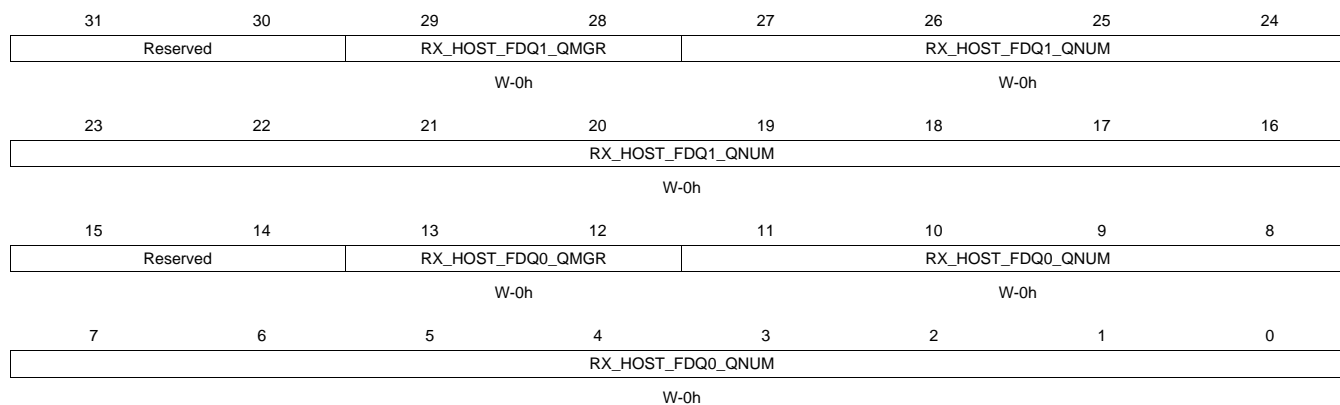 31 30 29 28 27 26 25 24
Reserved RX_HOST_FDQ1_QMGR RX_HOST_FDQ1_QNUM
W-0h W-0h
23 22 21 20 19 18 17 16
RX_HOST_FDQ1_QNUM
W-0h
15 14 13 12 11 10 9 8
Reserved RX_HOST_FDQ0_QMGR RX_HOST_FDQ0_QNUM
W-0h W-0h
7 6 5 4 3 2 1 0
RX_HOST_FDQ0_QNUM
W-0h